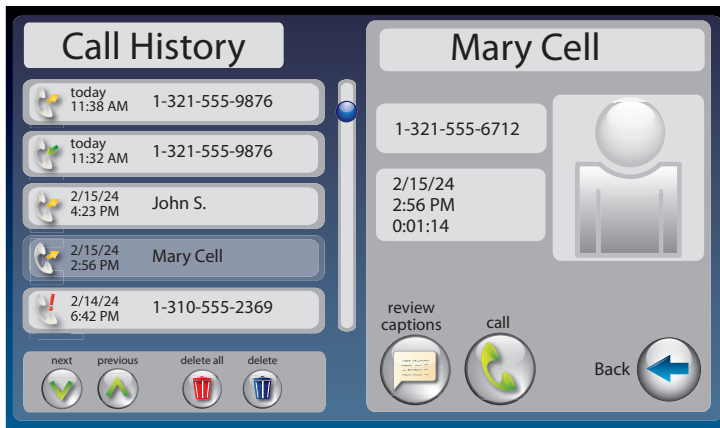 Call History
today
11:38 AM 1-321-555-9876
today
11:32 AM 1-321-555-9876
2/15/24
4:23 PM John S.
2/15/24
2:56 PM Mary Cell
2/14/24
6:42 PM 1-310-555-2369
next previous delete all delete
Mary Cell
1-321-555-6712
2/15/24
2:56 PM
0:01:14
review
captions
call
Back